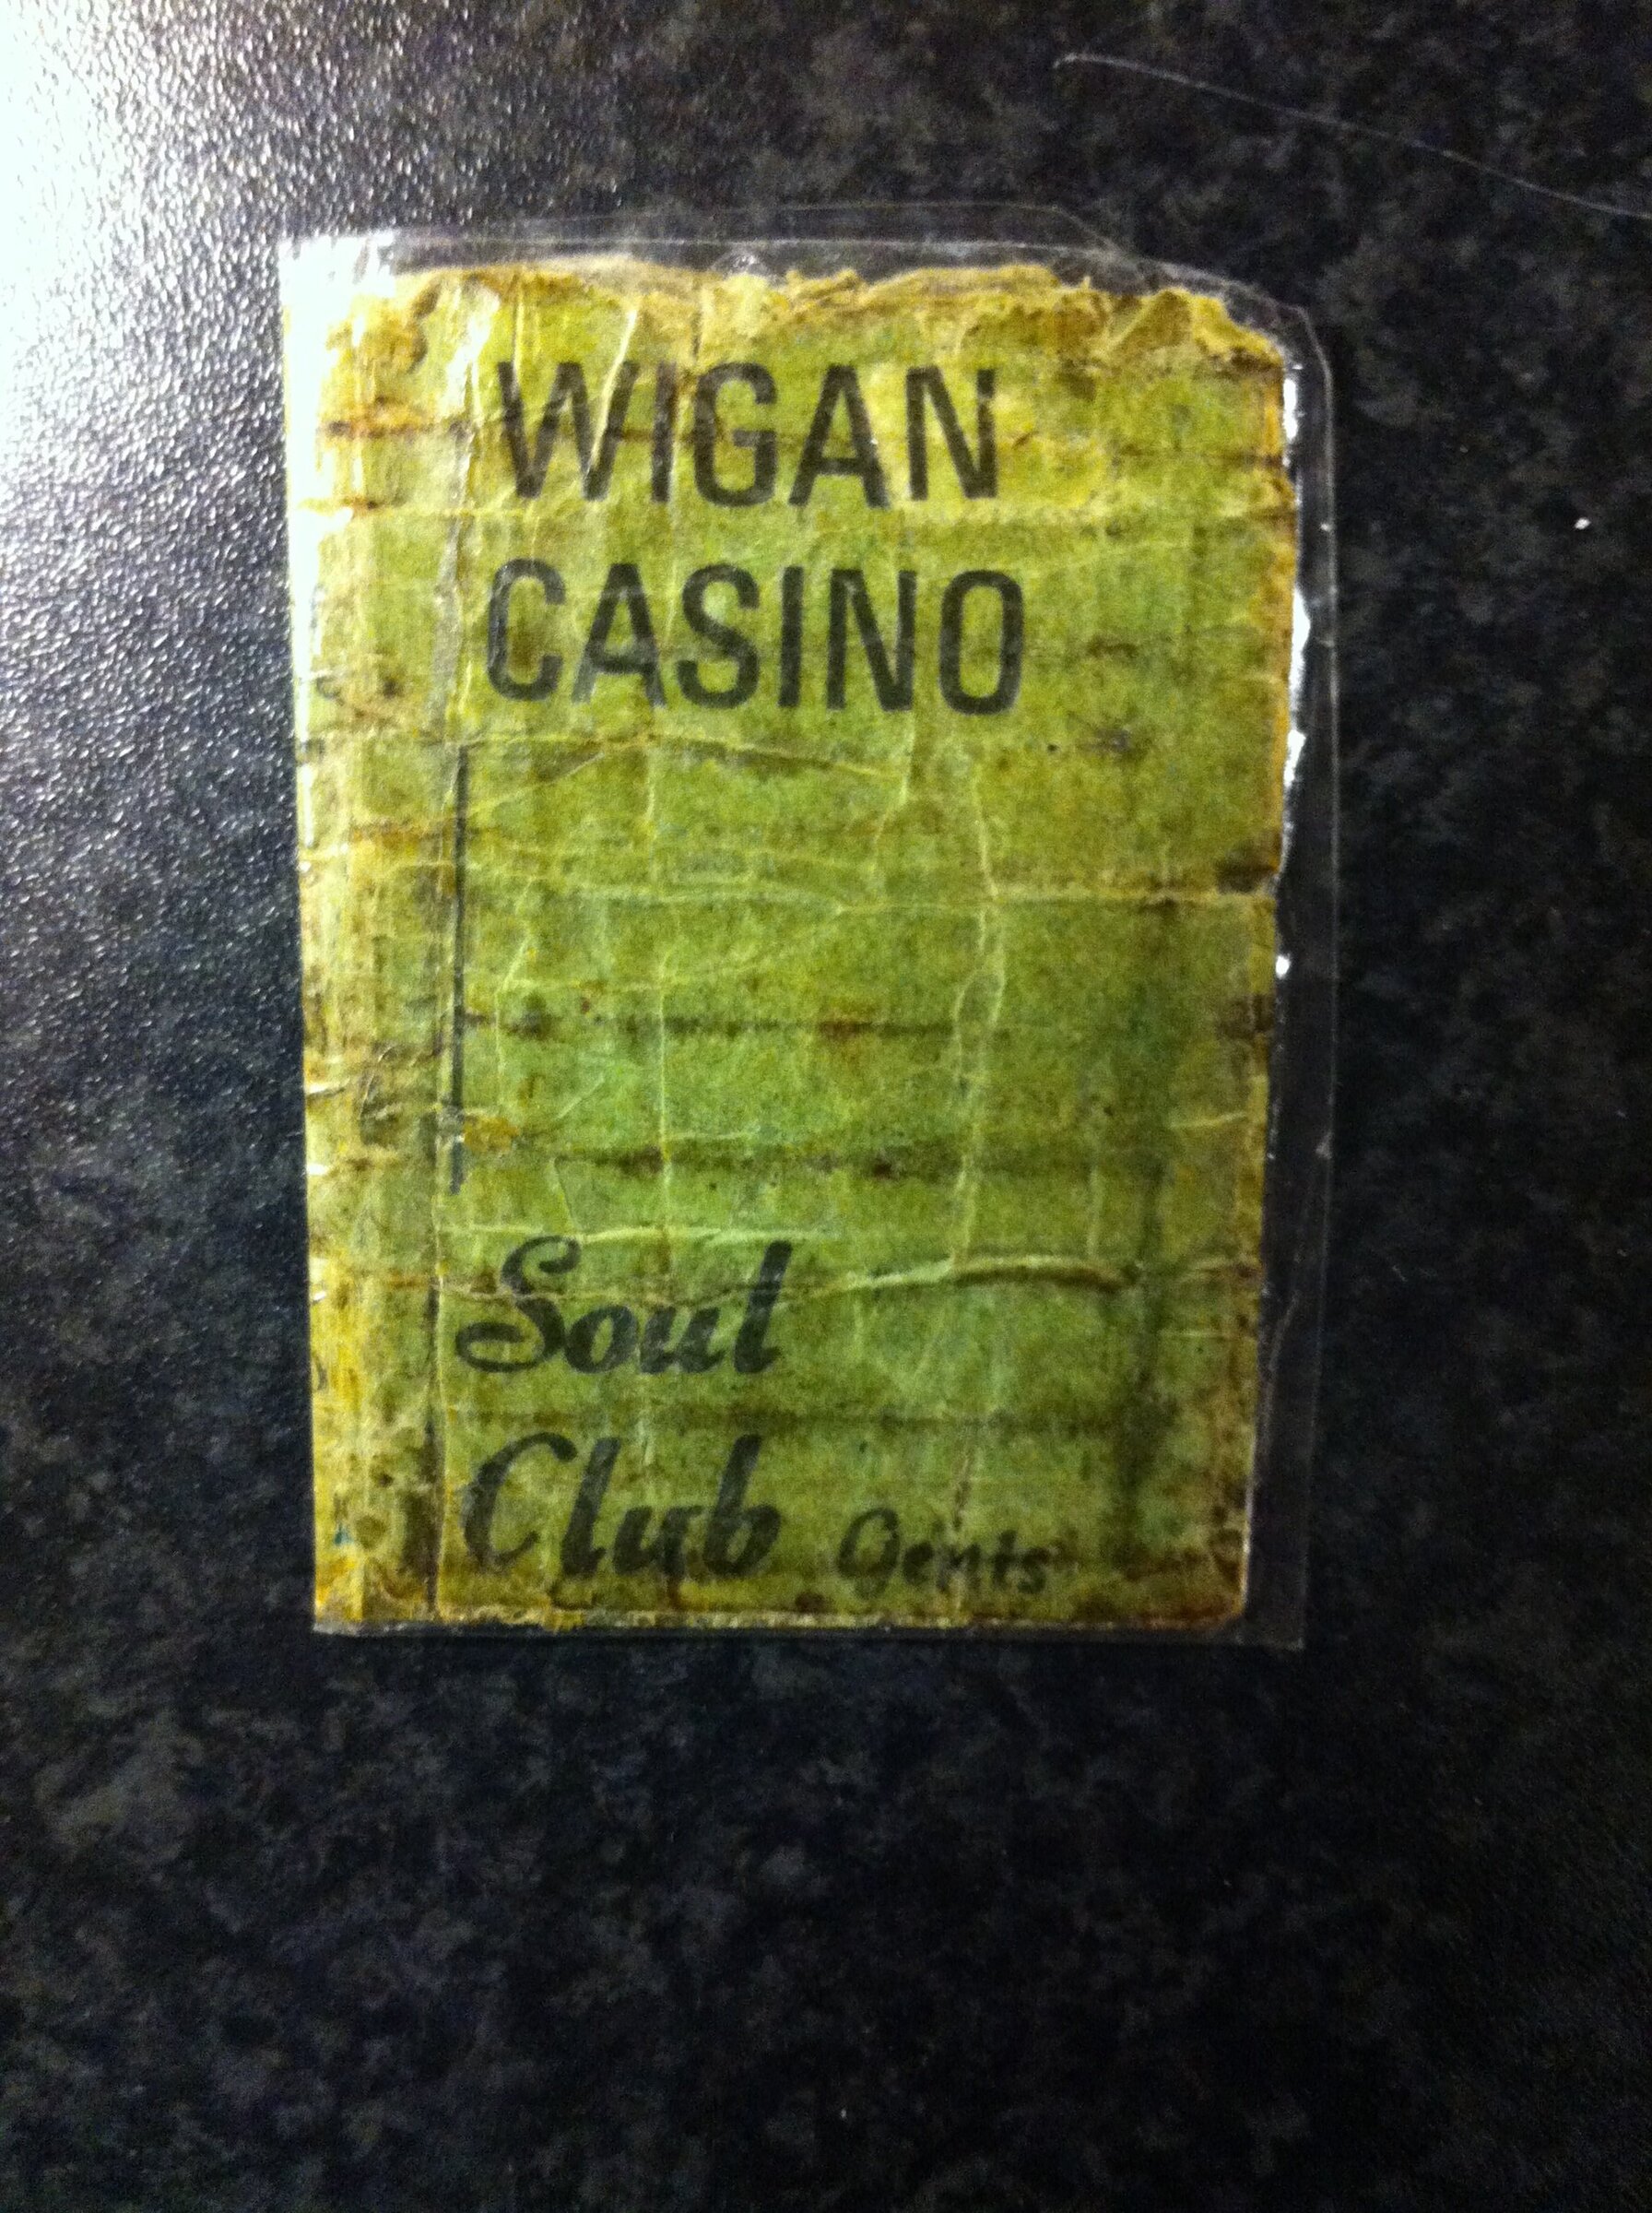 WIGAN
CASINO
Soul
Club Gents